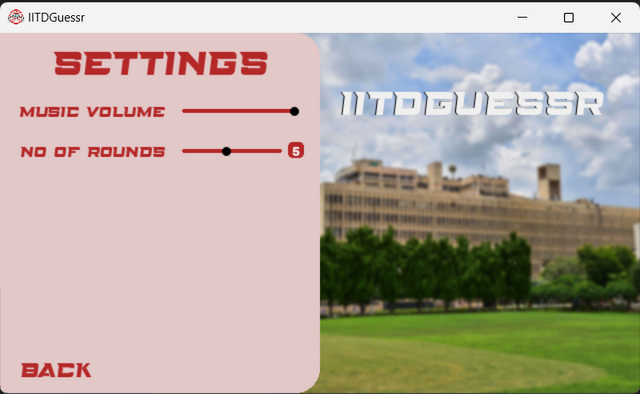 IITDGuessr
SETTINGS
MUSIC VOLUME
NO OF ROUNDS 5
BACK
IITDGUESSR